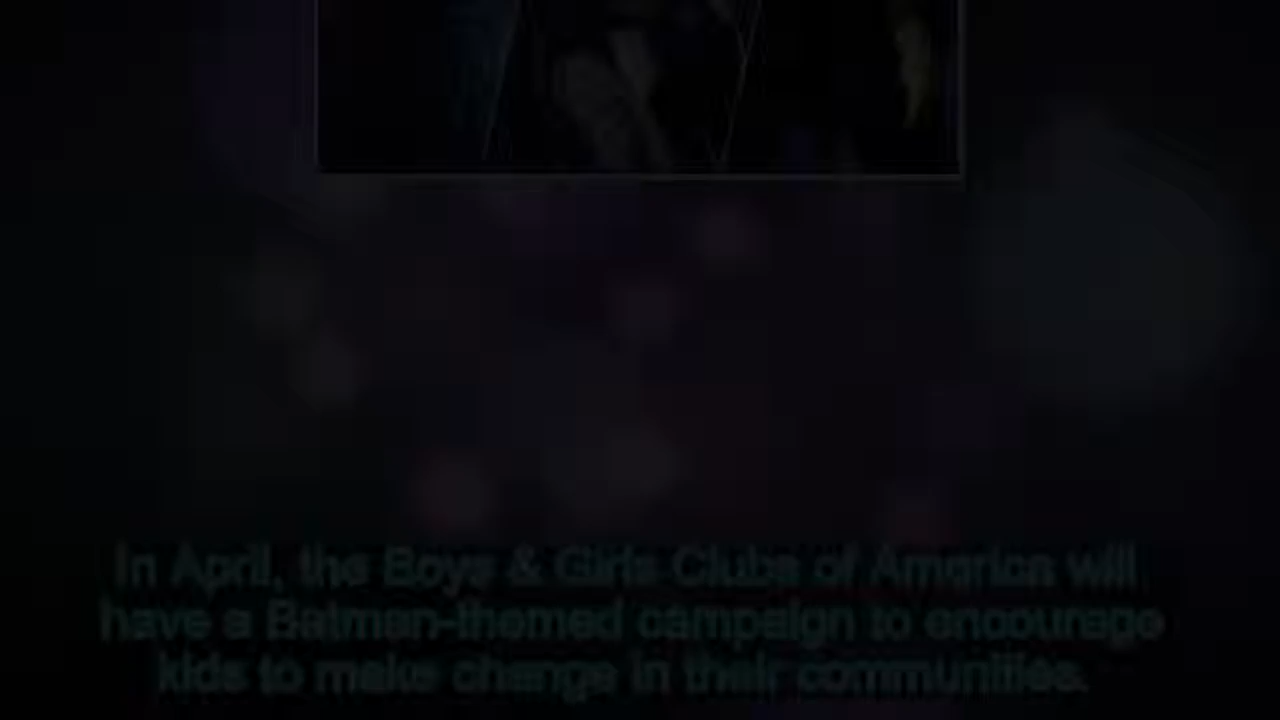 In April, the Boys & Girls Clubs of America will
have a Batman-themed campaign to encourage
kids to make change in their communities.